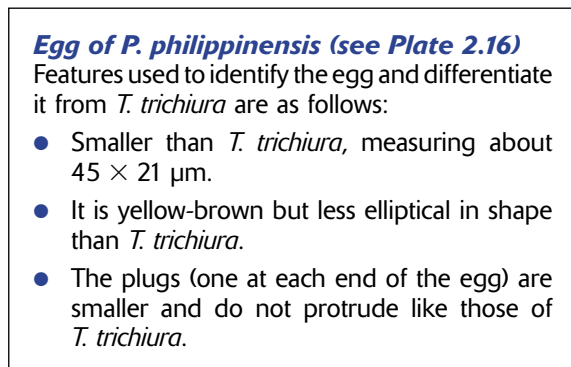 Egg of P. philippinensis (see Plate 2.16)
Features used to identify the egg and differentiate
it from T. trichiura are as follows:
● Smaller than T. trichiura, measuring about
45 × 21 µm.
● It is yellow-brown but less elliptical in shape
than T. trichiura.
● The plugs (one at each end of the egg) are
smaller and do not protrude like those of
T. trichiura.